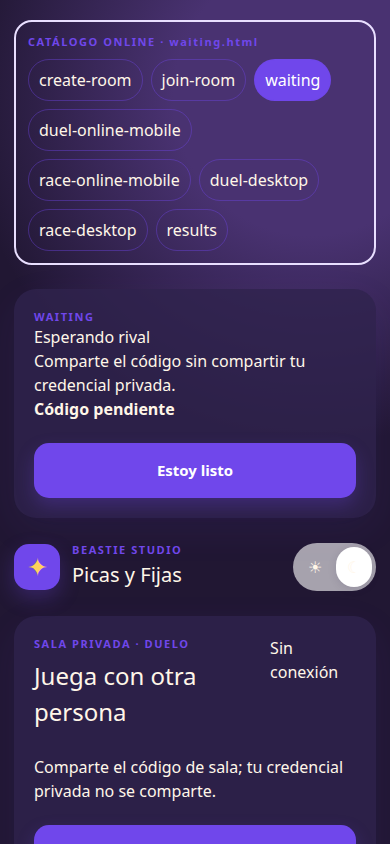 CATÁLOGO ONLINE · waiting.html
create-room join-room waiting
duel-online-mobile
race-online-mobile duel-desktop
race-desktop results
WAITING
Esperando rival
Comparte el código sin compartir tu
credencial privada.
Código pendiente
Estoy listo
BEASTIE STUDIO
Picas y Fijas
SALA PRIVADA · DUELO
Juega con otra
persona
Sin
conexión
Comparte el código de sala; tu credencial
privada no se comparte.